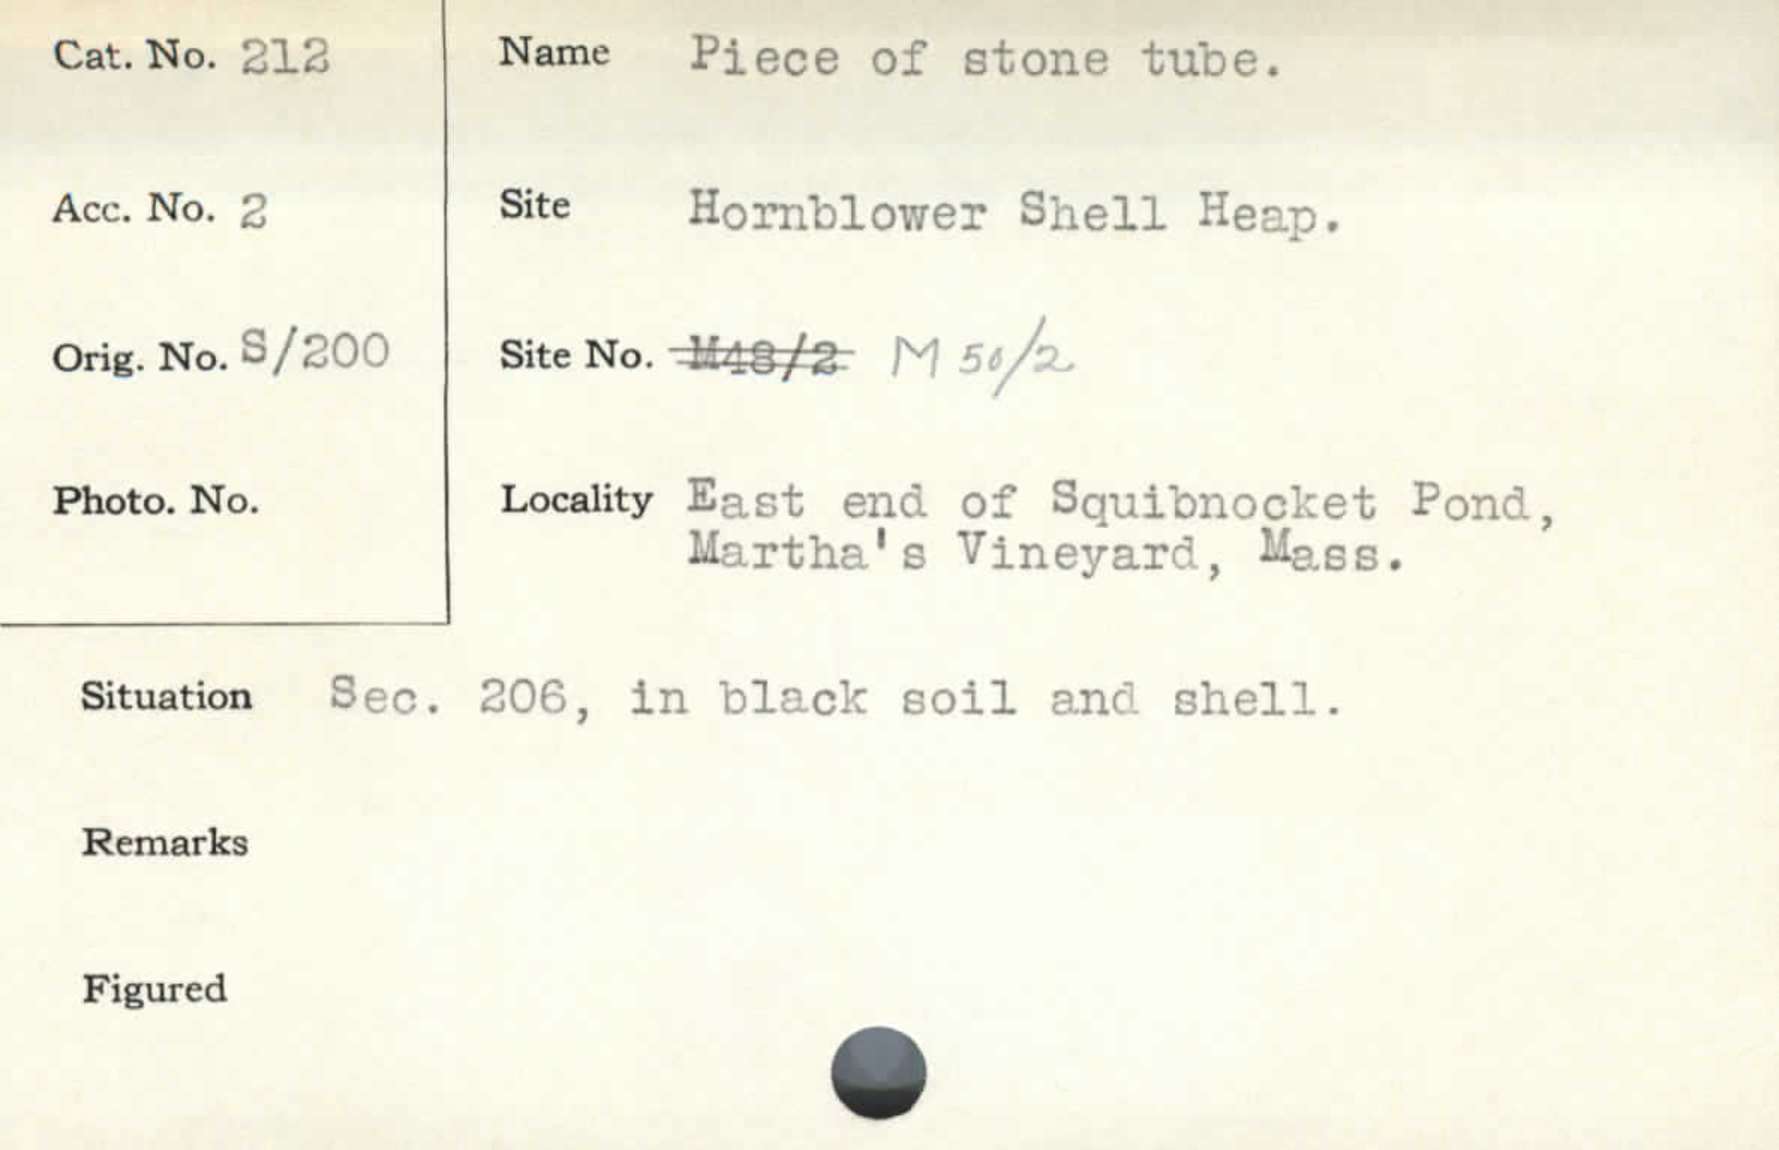 Cat. No. 212
Name Piece of stone tube.
Acc. No. 2
Site Hornblower Shell Heap.
Orig. No. S/200
Site No. M48/2 M 50/2
Photo. No.
Locality East end of Squibnocket Pond,
Martha's Vineyard, Mass.
Situation Sec. 206, in black soil and shell.
Remarks
Figured